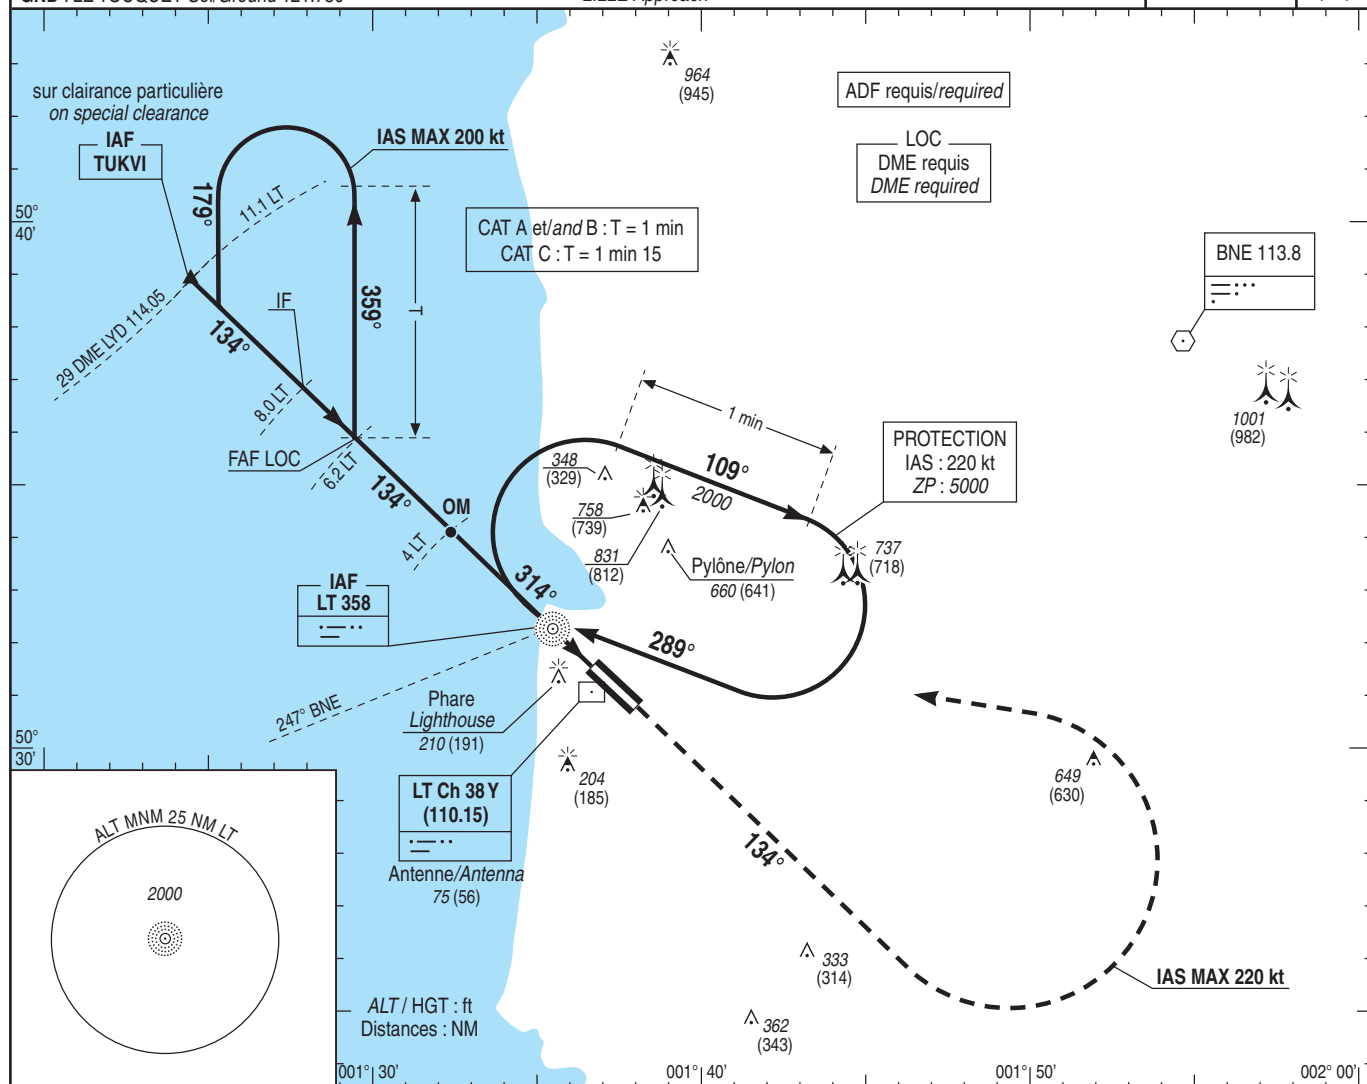 sur clairance particulière
on special clearance
IAF
TUKVI
IAS MAX 200 kt
964
(945)
ADF requis/required
LOC
DME requis
DME required
179°
11.1 LT
50°
40'
CAT A et/and B : T = 1 min
CAT C : T = 1 min 15
BNE 113.8
29 DME LYD 114.05
IF
359°
T
134°
8.0 LT
1 min
1001
(982)
FAF LOC
6.2 LT
134°
348
(329)
109°
2000
PROTECTION
IAS : 220 kt
ZP : 5000
OM
758
(739)
4 LT
831
(812)
737
(718)
Pylône/Pylon
660 (641)
IAF
LT 358
314°
289°
247° BNE
Phare
Lighthouse
210 (191)
50°
30'
204
(185)
649
(630)
LT Ch 38 Y
(110.15)
Antenne/Antenna
75 (56)
134°
ALT MNM 25 NM LT
2000
333
(314)
IAS MAX 220 kt
ALT / HGT : ft
Distances : NM
362
(343)
001° 30'
001° 40'
001° 50'
002° 00'